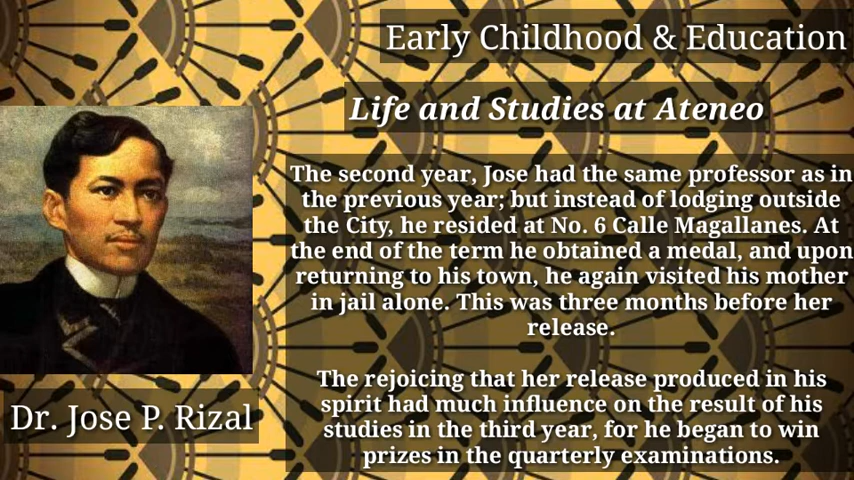 Early Childhood & Education
Life and Studies at Ateneo
The second year, Jose had the same professor as in
the previous year; but instead of lodging outside
the City, he resided at No. 6 Calle Magallanes. At
the end of the term he obtained a medal, and upon
returning to his town, he again visited his mother
in jail alone. This was three months before her
release.
The rejoicing that her release produced in his
spirit had much influence on the result of his
studies in the third year, for he began to win
prizes in the quarterly examinations.
Dr. Jose P. Rizal